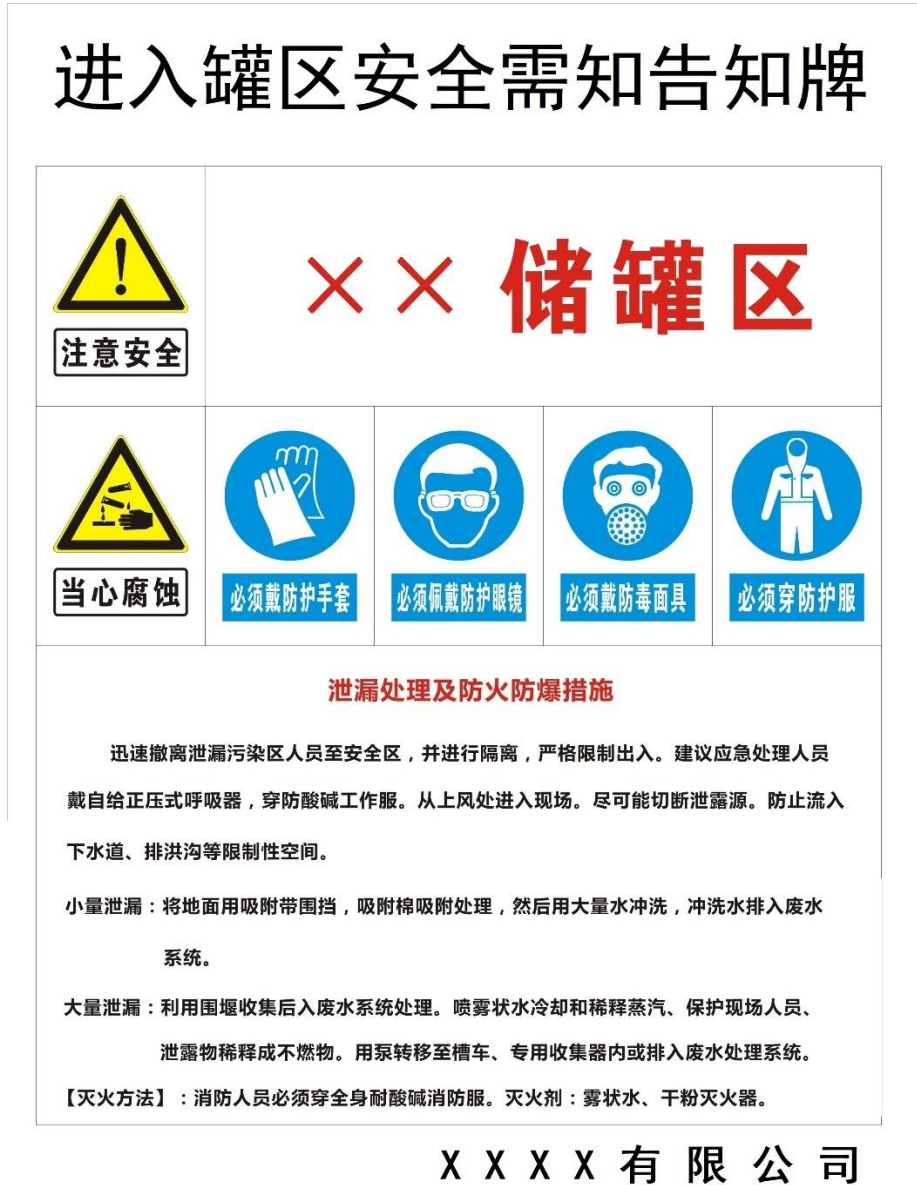 进入罐区安全需知告知牌
×× 储罐区
注意安全
当心腐蚀
必须戴防护手套
必须佩戴防护眼镜
必须戴防毒面具
必须穿防护服
泄漏处理及防火防爆措施
迅速撤离泄漏污染区人员至安全区，并进行隔离，严格限制出入。建议应急处理人员
戴自给正压式呼吸器，穿防酸碱工作服。从上风处进入现场。尽可能切断泄露源。防止流入
下水道、排洪沟等限制性空间。
小量泄漏：将地面用吸附带围挡，吸附棉吸附处理，然后用大量水冲洗，冲洗水排入废水
系统。
大量泄漏：利用围堰收集后入废水系统处理。喷雾状水冷却和稀释蒸汽、保护现场人员、
泄露物稀释成不燃物。用泵转移至槽车、专用收集器内或排入废水处理系统。
【灭火方法】：消防人员必须穿全身耐酸碱消防服。灭火剂：雾状水、干粉灭火器。
XXXX有限公司